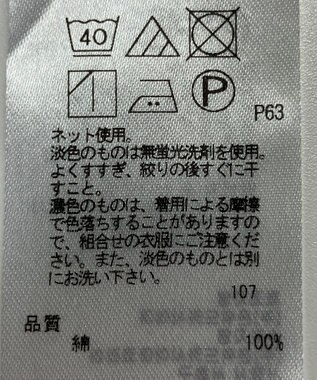 40
P
P63
ネット使用。
淡色のものは無蛍光洗剤を使用。
よくすすぎ、絞りの後すぐに干
すこと。
濃色のものは、着用による摩擦
で色落ちすることがありますの
で、組合せの衣服にご注意くだ
さい。また、淡色のものとは別
にお洗い下さい。
107
品質
綿 100%